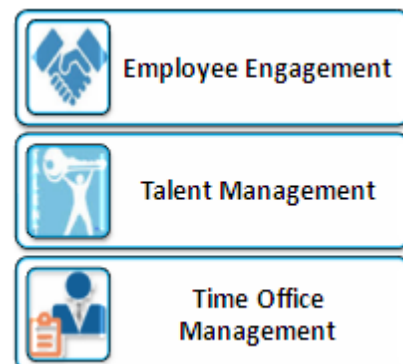 Employee Engagement
Talent Management
Time Office
Management